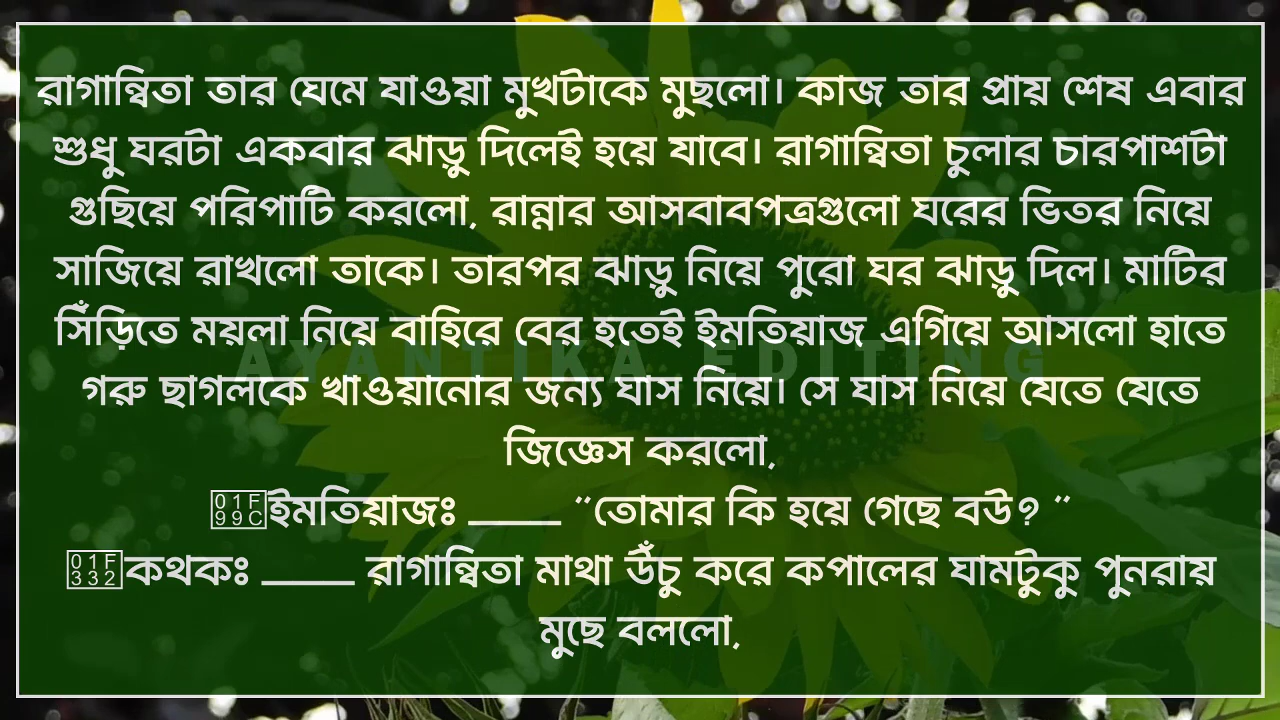 রাগান্বিতা তার ঘেমে যাওয়া মুখটাকে মুছলো। কাজ তার প্রায় শেষ এবার
শুধু ঘরটা একবার ঝাড়ু দিলেই হয়ে যাবে। রাগান্বিতা চুলার চারপাশটা
গুছিয়ে পরিপাটি করলো, রান্নার আসবাবপত্রগুলো ঘরের ভিতর নিয়ে
সাজিয়ে রাখলো তাকে। তারপর ঝাড়ু নিয়ে পুরো ঘর ঝাড়ু দিল। মাটির
সিঁড়িতে ময়লা নিয়ে বাহিরে বের হতেই ইমতিয়াজ এগিয়ে আসলো হাতে
AYANTIKA EDITING
গরু ছাগলকে খাওয়ানোর জন্য ঘাস নিয়ে। সে ঘাস নিয়ে যেতে যেতে
জিজ্ঞেস করলো,
ইমতিয়াজঃ ____ “তোমার কি হয়ে গেছে বউ? ”
কথকঃ ____ রাগান্বিতা মাথা উঁচু করে কপালের ঘামটুকু পুনরায়
মুছে বললো,